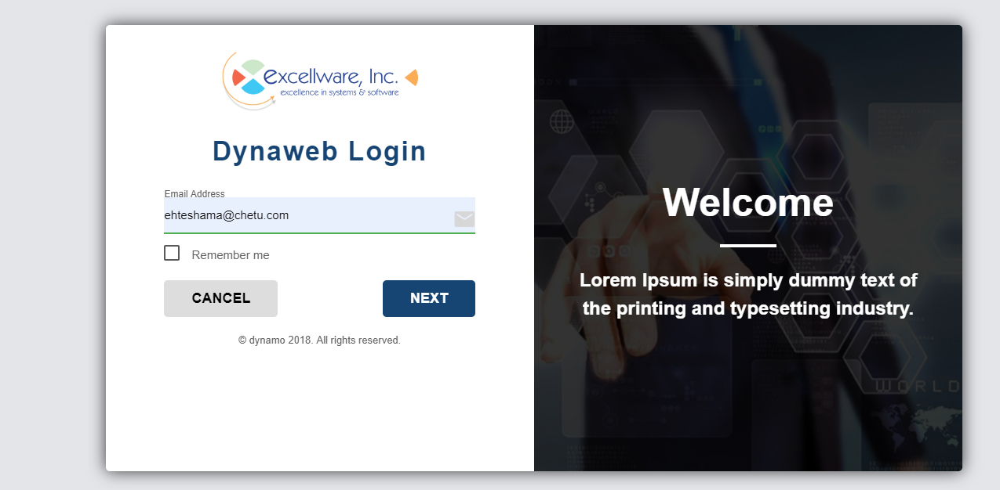 excellware, Inc.
excellence in systems & software
Dynaweb Login
Email Address
ehteshama@chetu.com
Remember me
CANCEL
NEXT
© dynamo 2018. All rights reserved.
Welcome
Lorem Ipsum is simply dummy text of
the printing and typesetting industry.
WORLD